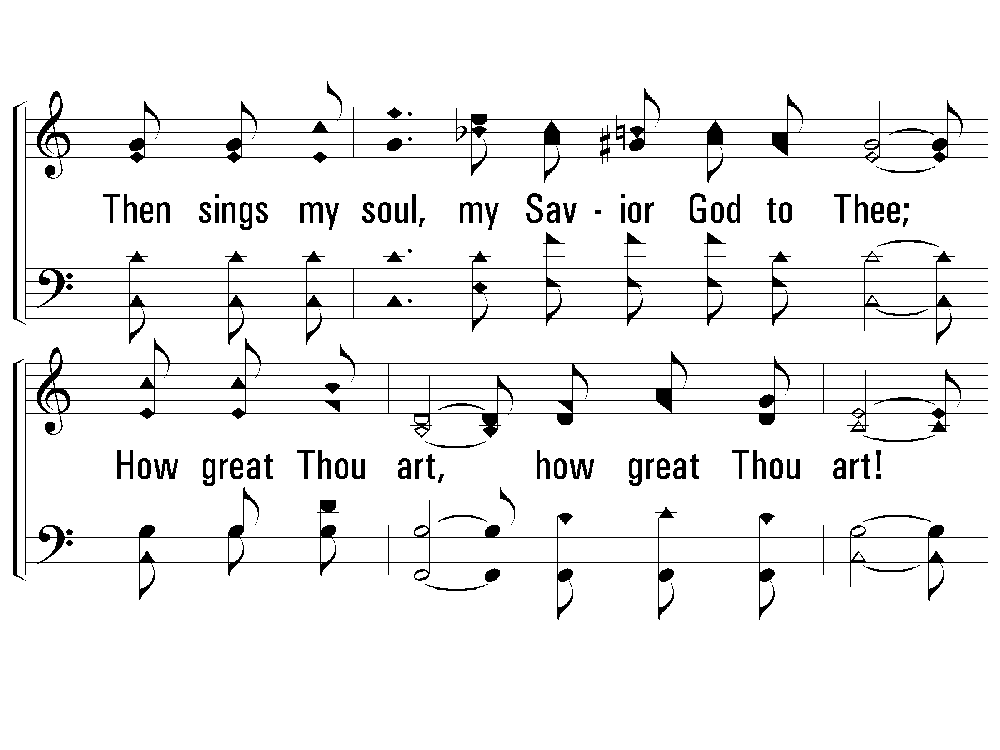 Then sings my soul, my Sav - ior God to Thee;
How great Thou art, how great Thou art!